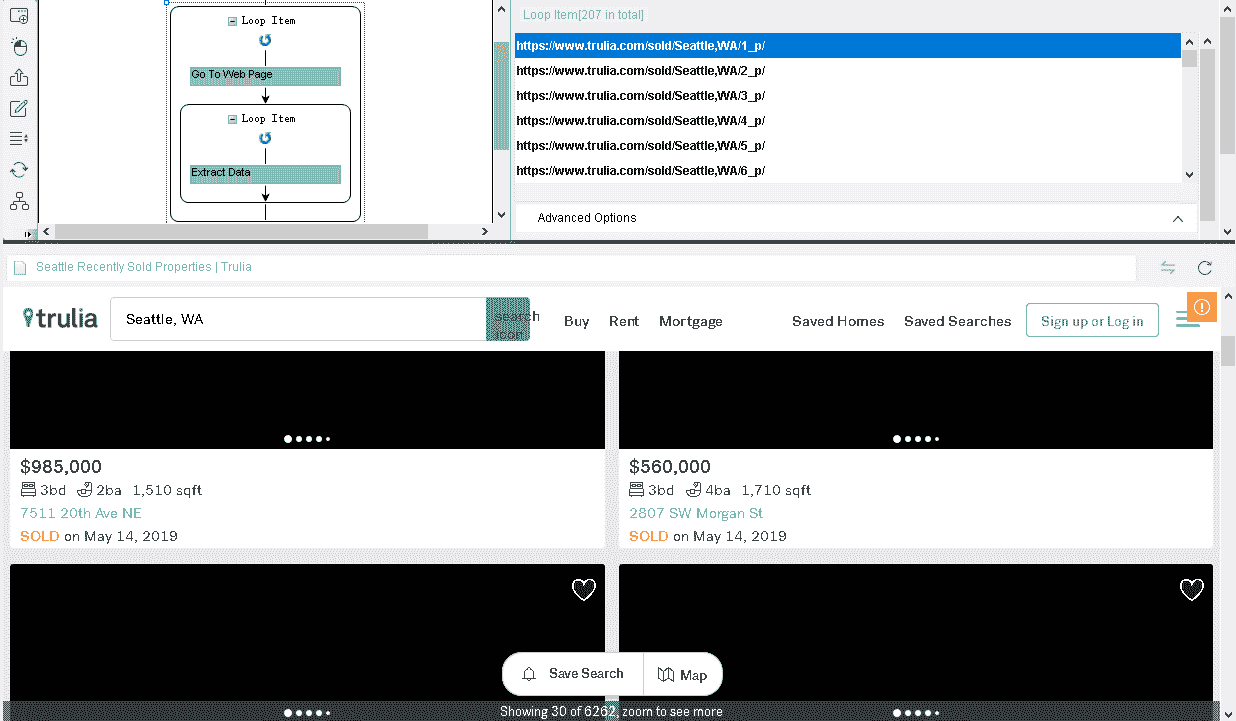 Loop Item
Go To Web Page
Loop Item
Extract Data
Loop Item[207 in total]
https://www.trulia.com/sold/Seattle,WA/1_p/
https://www.trulia.com/sold/Seattle,WA/2_p/
https://www.trulia.com/sold/Seattle,WA/3_p/
https://www.trulia.com/sold/Seattle,WA/4_p/
https://www.trulia.com/sold/Seattle,WA/5_p/
https://www.trulia.com/sold/Seattle,WA/6_p/
Advanced Options
Seattle Recently Sold Properties | Trulia
trulia
Seattle, WA
search
icon
Buy Rent Mortgage Saved Homes Saved Searches Sign up or Log in
$985,000
3bd 2ba 1,510 sqft
7511 20th Ave NE
SOLD on May 14, 2019
$560,000
3bd 4ba 1,710 sqft
2807 SW Morgan St
SOLD on May 14, 2019
Save Search Map
Showing 30 of 6262, zoom to see more